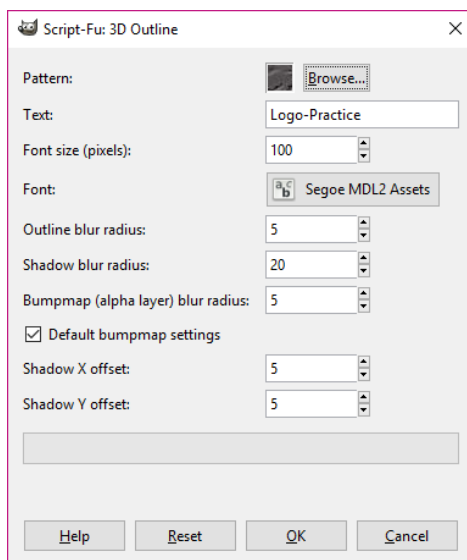 Script-Fu: 3D Outline
Pattern: Browse...
Text: Logo-Practice
Font size (pixels): 100
Font: abc Segoe MDL2 Assets
Outline blur radius: 5
Shadow blur radius: 20
Bumpmap (alpha layer) blur radius: 5
Default bumpmap settings
Shadow X offset: 5
Shadow Y offset: 5
Help Reset OK Cancel